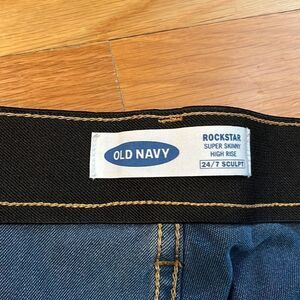 OLD NAVY
ROCKSTAR
SUPER SKINNY
HIGH RISE
24/7 SCULPT